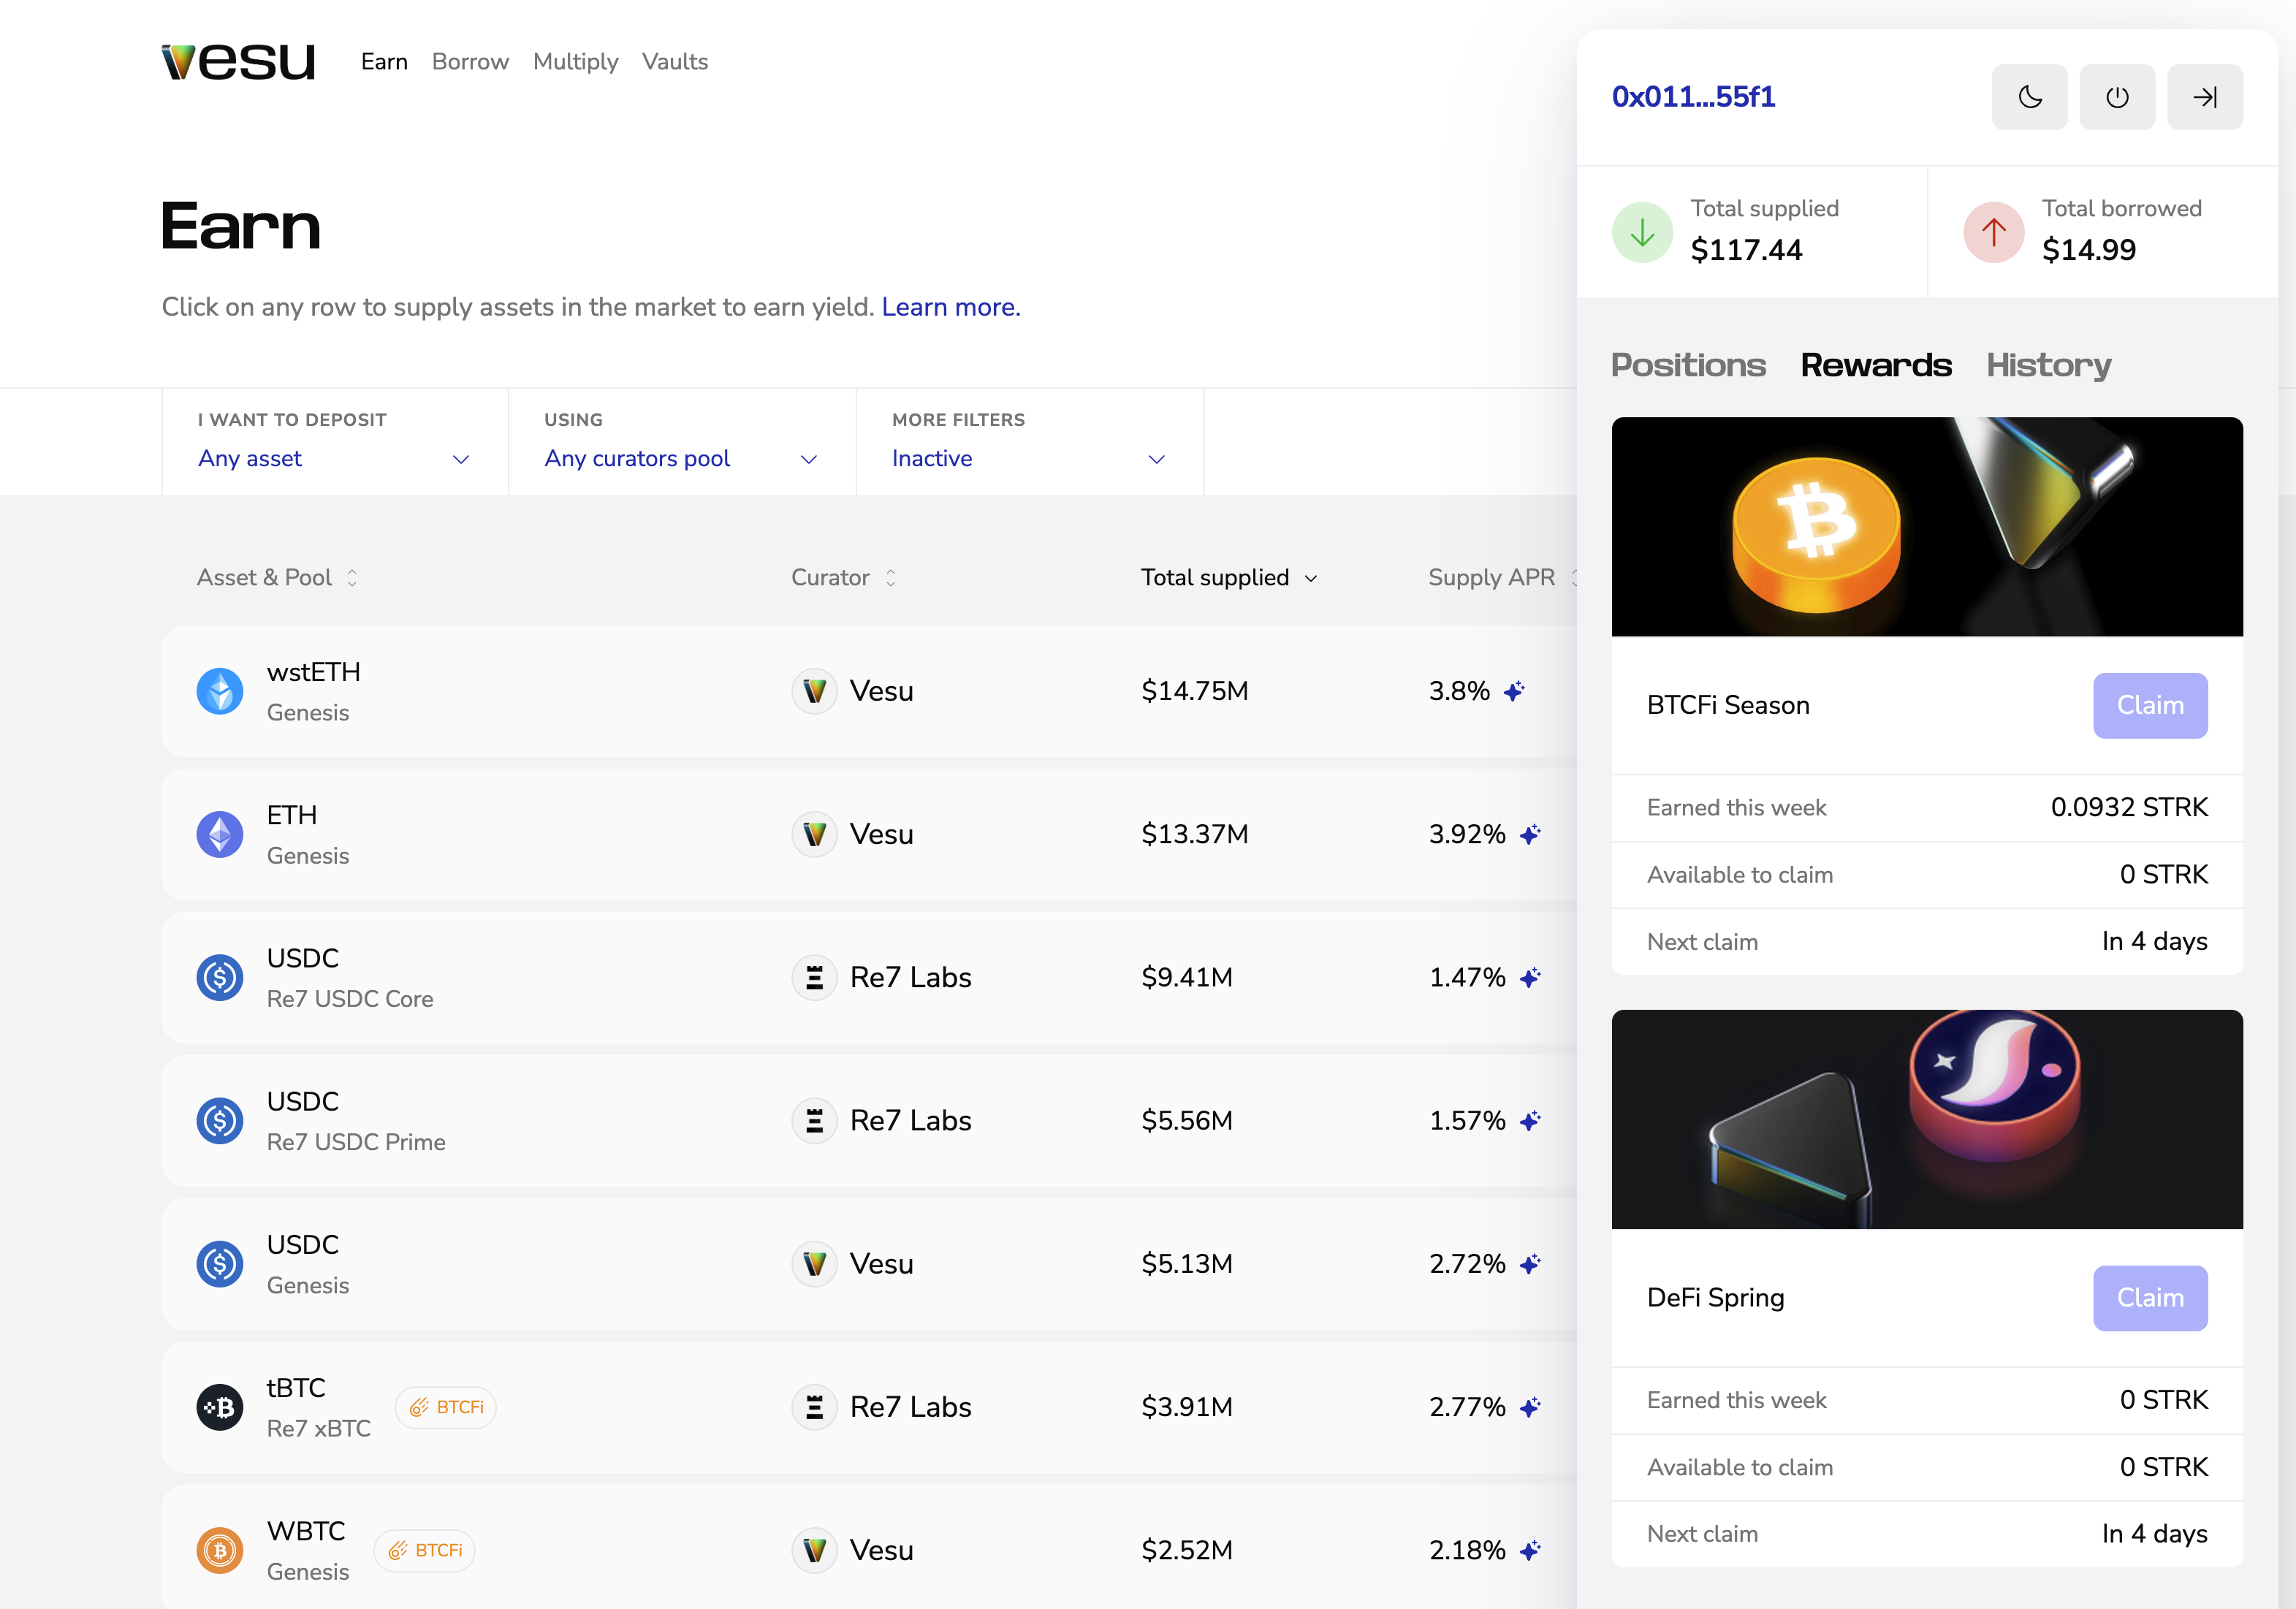 vesu
Earn Borrow Multiply Vaults
Earn
Click on any row to supply assets in the market to earn yield. Learn more.
I WANT TO DEPOSIT
Any asset
USING
Any curators pool
MORE FILTERS
Inactive
Asset & Pool Curator Total supplied Supply APR
wstETH
Genesis
Vesu
$14.75M
3.8%
ETH
Genesis
Vesu
$13.37M
3.92%
USDC
Re7 USDC Core
Re7 Labs
$9.41M
1.47%
USDC
Re7 USDC Prime
Re7 Labs
$5.56M
1.57%
USDC
Genesis
Vesu
$5.13M
2.72%
tBTC
Re7 xBTC
BTCFi
Re7 Labs
$3.91M
2.77%
WBTC
Genesis
BTCFi
Vesu
$2.52M
2.18%
0x011...55f1
Total supplied
$117.44
Total borrowed
$14.99
Positions Rewards History
BTCFi Season
Claim
Earned this week 0.0932 STRK
Available to claim 0 STRK
Next claim In 4 days
DeFi Spring
Claim
Earned this week 0 STRK
Available to claim 0 STRK
Next claim In 4 days